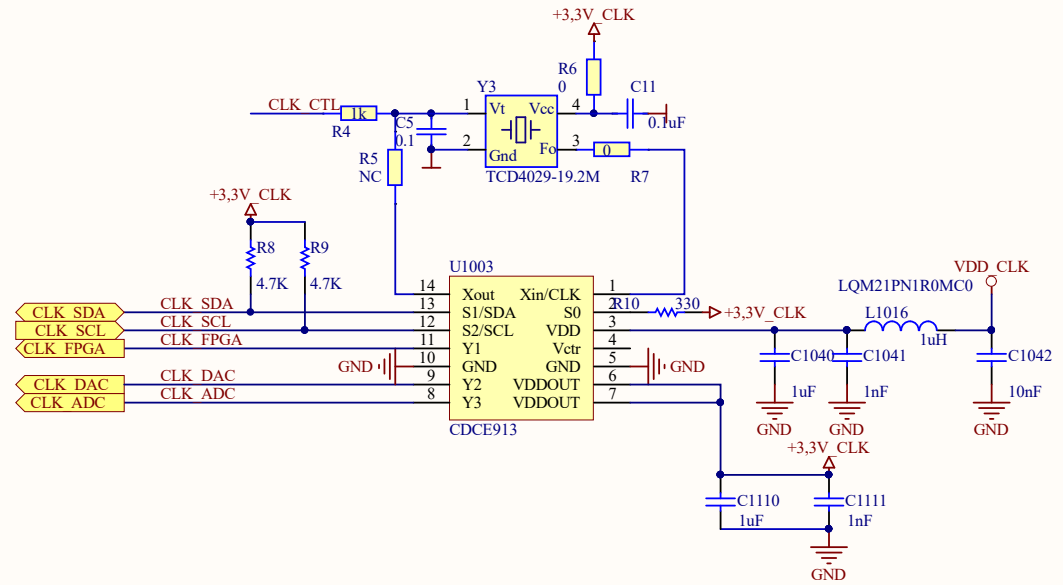 +3,3V_CLK
R6
0
C11
0.1uF
Y3
CLK_CTL
1k
R4
C5
0.1
1
Vt
Vcc
4
2
Gnd
Fo
3
0
R7
TCD4029-19.2M
R5
NC
+3,3V_CLK
R8
4.7K
R9
4.7K
U1003
14
Xout
Xin/CLK
1
13
S1/SDA
S0
2
12
S2/SCL
VDD
3
11
Y1
Vctr
4
10
GND
GND
5
9
Y2
VDDOUT
6
8
Y3
VDDOUT
7
CDCE913
CLK_SDA
CLK_SDA
CLK_SCL
CLK_SCL
CLK_FPGA
CLK_FPGA
GND
CLK_DAC
CLK_DAC
CLK_ADC
CLK_ADC
R10
330
+3,3V_CLK
GND
LQM21PN1R0MC0
VDD_CLK
L1016
1uH
C1040
1uF
GND
C1041
1nF
GND
C1042
10nF
GND
+3,3V_CLK
C1110
1uF
C1111
1nF
GND